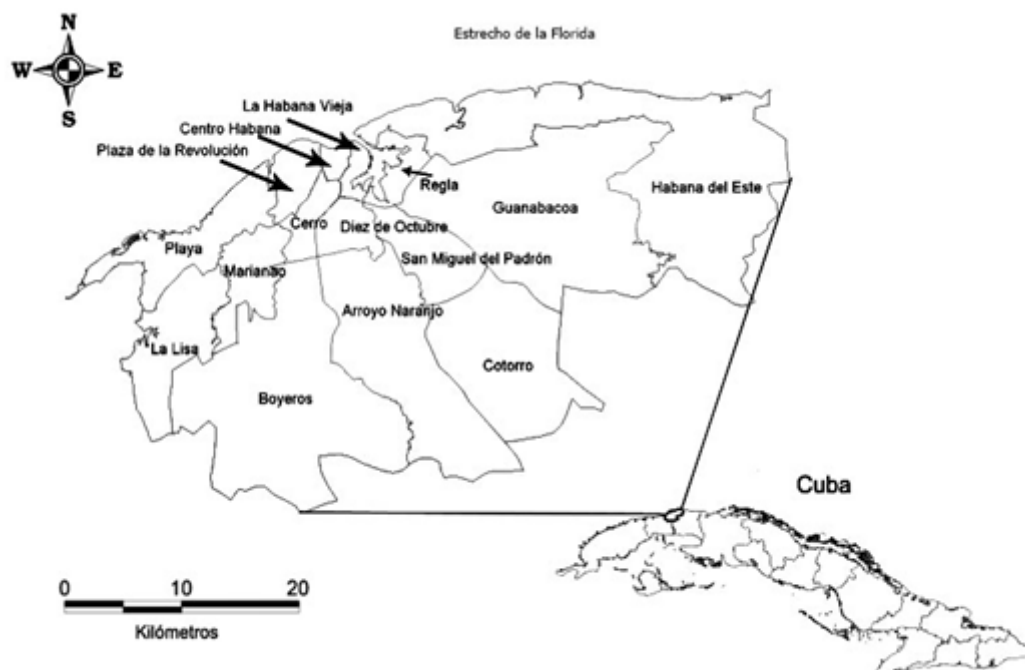 N
Estrecho de la Florida
W
E
S
La Habana Vieja
Centro Habana
Plaza de la Revolución
Regla
Habana del Este
Guanabacoa
Cerro
Diez de Octubre
Playa
San Miguel del Padrón
Marianao
Arroyo Naranjo
La Lisa
Cotorro
Boyeros
Cuba
0 10 20
Kilómetros